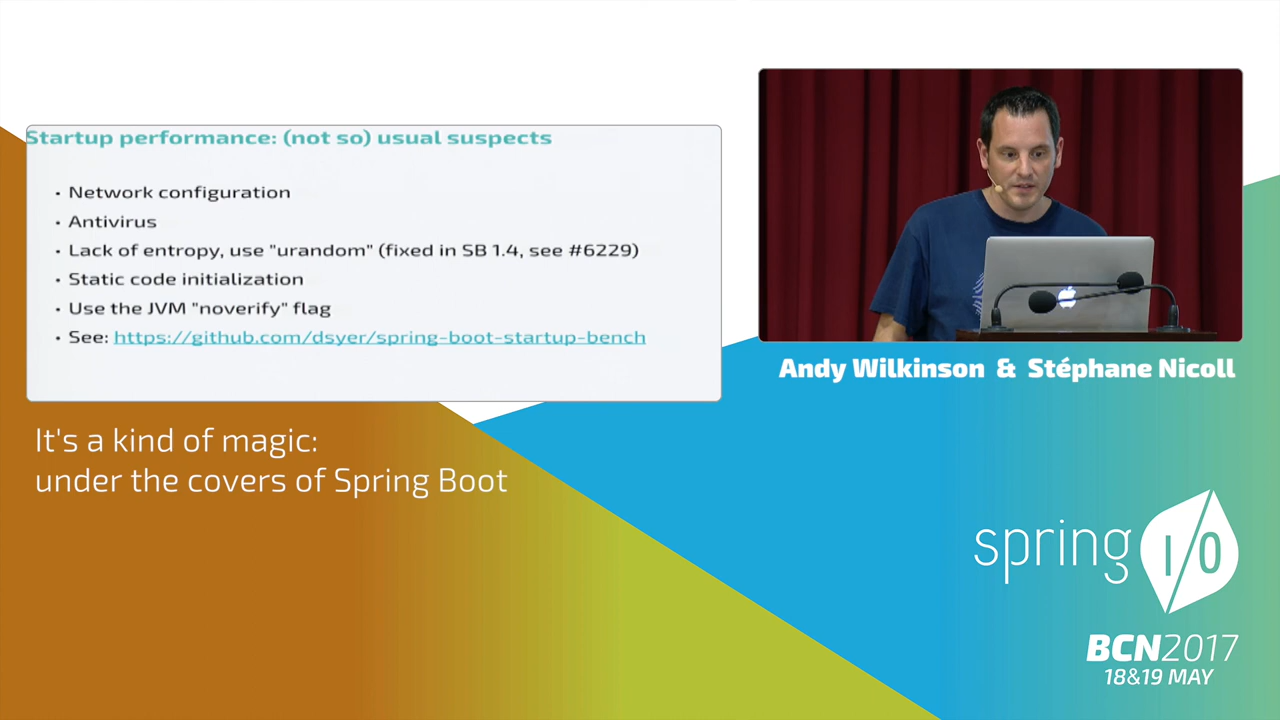 Startup performance: (not so) usual suspects
• Network configuration
• Antivirus
• Lack of entropy, use "urandom" (fixed in SB 1.4, see #6229)
• Static code initialization
• Use the JVM "noverify" flag
• See: https://github.com/dsyer/spring-boot-startup-bench
Andy Wilkinson & Stéphane Nicoll
It's a kind of magic:
under the covers of Spring Boot
spring I/O
BCN2017
18&19 MAY